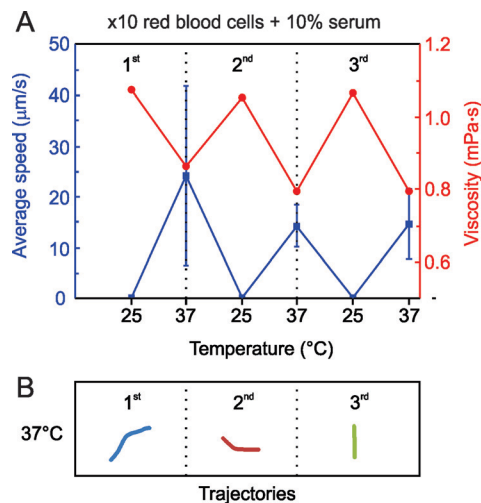 A
x10 red blood cells + 10% serum
Average speed (μm/s)
50
40
30
20
10
0
1st 2nd 3rd
1.2
1.0
0.8
0.6
-
Viscosity (mPa·s)
25 37 25 37 25 37
Temperature (°C)
B
1st 2nd 3rd
37°C
Trajectories